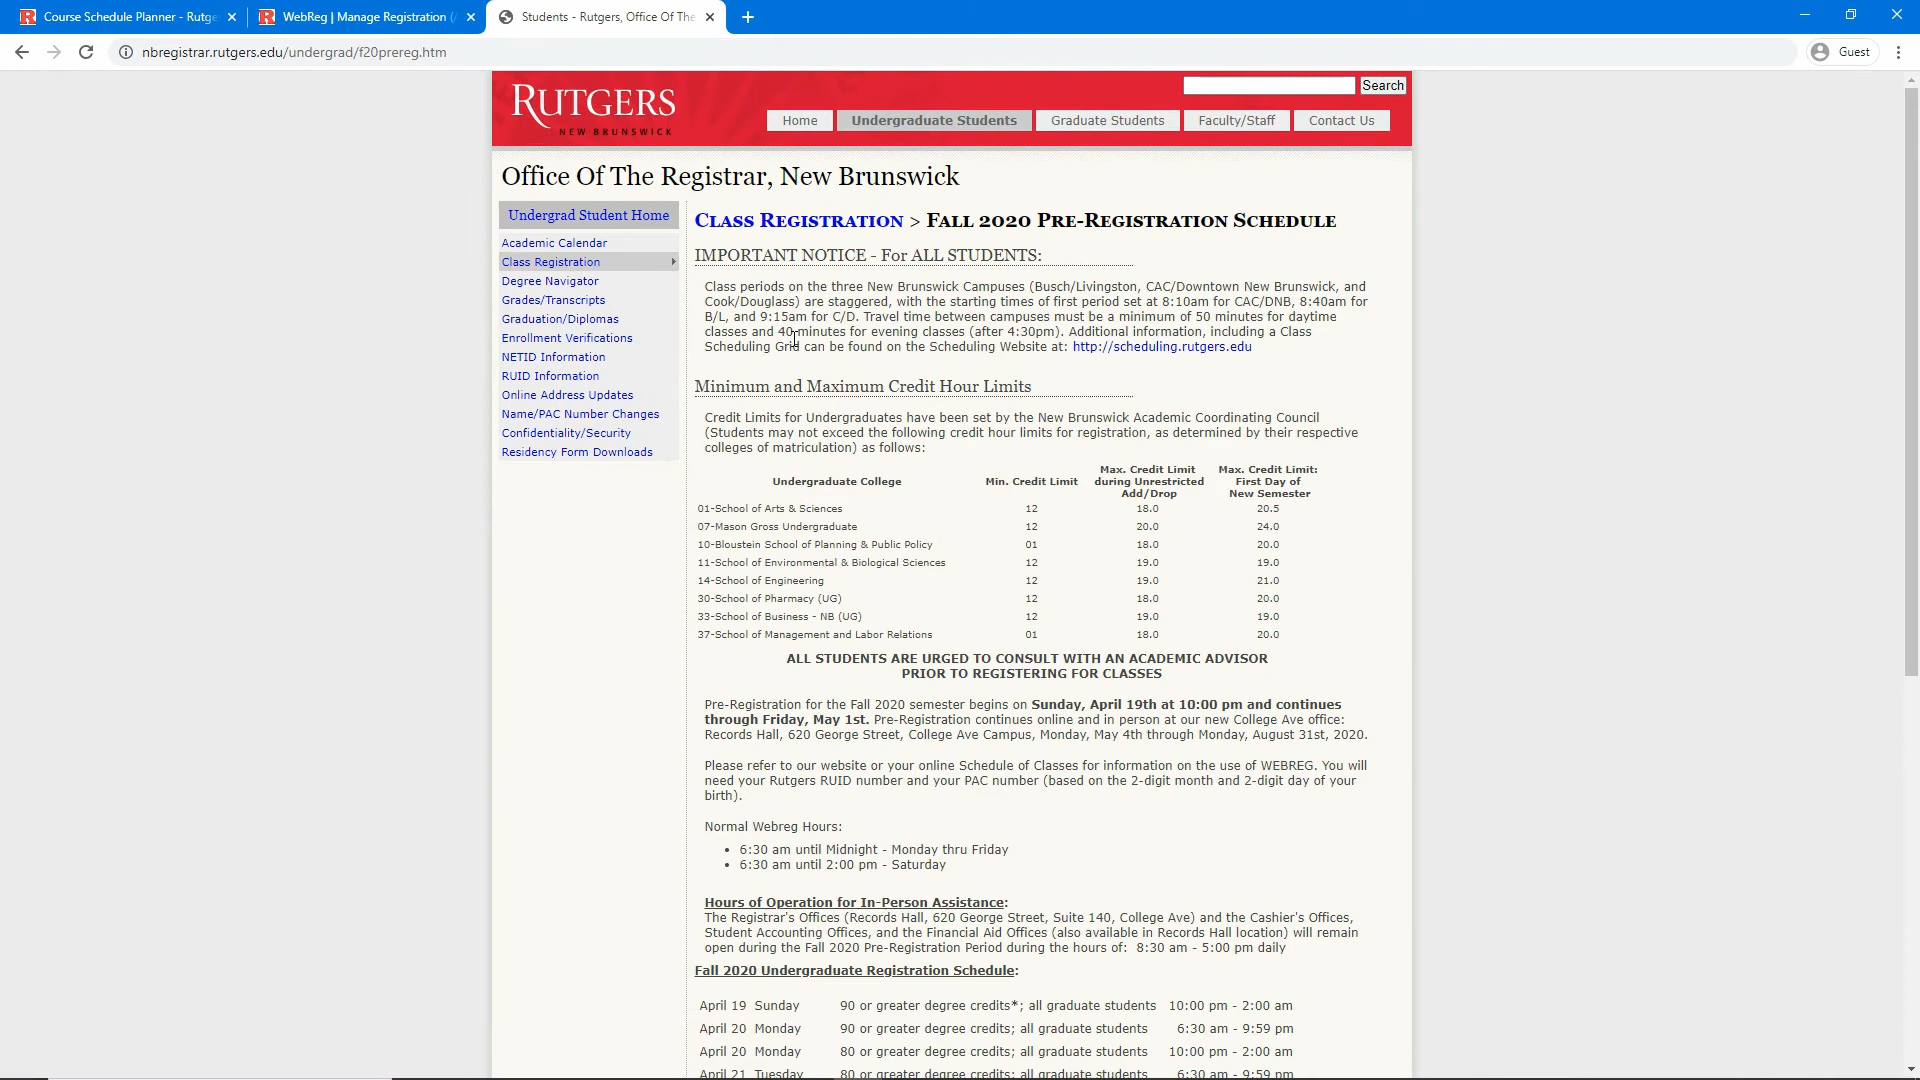 Course Schedule Planner - Rutge
WebReg | Manage Registration (
Students - Rutgers, Office Of The
nbregistrar.rutgers.edu/undergrad/f20prereg.htm
Guest
RUTGERS
NEW BRUNSWICK
Search
Home
Undergraduate Students
Graduate Students
Faculty/Staff
Contact Us
Office Of The Registrar, New Brunswick
Undergrad Student Home
Academic Calendar
Class Registration
Degree Navigator
Grades/Transcripts
Graduation/Diplomas
Enrollment Verifications
NETID Information
RUID Information
Online Address Updates
Name/PAC Number Changes
Confidentiality/Security
Residency Form Downloads
CLASS REGISTRATION > FALL 2020 PRE-REGISTRATION SCHEDULE
IMPORTANT NOTICE - For ALL STUDENTS:
Class periods on the three New Brunswick Campuses (Busch/Livingston, CAC/Downtown New Brunswick, and
Cook/Douglass) are staggered, with the starting times of first period set at 8:10am for CAC/DNB, 8:40am for
B/L, and 9:15am for C/D. Travel time between campuses must be a minimum of 50 minutes for daytime
classes and 40 minutes for evening classes (after 4:30pm). Additional information, including a Class
Scheduling Grid can be found on the Scheduling Website at: http://scheduling.rutgers.edu
Minimum and Maximum Credit Hour Limits
Credit Limits for Undergraduates have been set by the New Brunswick Academic Coordinating Council
(Students may not exceed the following credit hour limits for registration, as determined by their respective
colleges of matriculation) as follows:
Undergraduate College Min. Credit Limit Max. Credit Limit during Unrestricted Add/Drop Max. Credit Limit: First Day of New Semester
01-School of Arts & Sciences 12 18.0 20.5
07-Mason Gross Undergraduate 12 20.0 24.0
10-Bloustein School of Planning & Public Policy 01 18.0 20.0
11-School of Environmental & Biological Sciences 12 19.0 19.0
14-School of Engineering 12 19.0 21.0
30-School of Pharmacy (UG) 12 18.0 20.0
33-School of Business - NB (UG) 12 19.0 19.0
37-School of Management and Labor Relations 01 18.0 20.0
ALL STUDENTS ARE URGED TO CONSULT WITH AN ACADEMIC ADVISOR
PRIOR TO REGISTERING FOR CLASSES
Pre-Registration for the Fall 2020 semester begins on Sunday, April 19th at 10:00 pm and continues
through Friday, May 1st. Pre-Registration continues online and in person at our new College Ave office:
Records Hall, 620 George Street, College Ave Campus, Monday, May 4th through Monday, August 31st, 2020.
Please refer to our website or your online Schedule of Classes for information on the use of WEBREG. You will
need your Rutgers RUID number and your PAC number (based on the 2-digit month and 2-digit day of your
birth).
Normal Webreg Hours:
• 6:30 am until Midnight - Monday thru Friday
• 6:30 am until 2:00 pm - Saturday
Hours of Operation for In-Person Assistance:
The Registrar's Offices (Records Hall, 620 George Street, Suite 140, College Ave) and the Cashier's Offices,
Student Accounting Offices, and the Financial Aid Offices (also available in Records Hall location) will remain
open during the Fall 2020 Pre-Registration Period during the hours of: 8:30 am - 5:00 pm daily
Fall 2020 Undergraduate Registration Schedule:
April 19 Sunday 90 or greater degree credits*; all graduate students 10:00 pm - 2:00 am
April 20 Monday 90 or greater degree credits; all graduate students 6:30 am - 9:59 pm
April 20 Monday 80 or greater degree credits; all graduate students 10:00 pm - 2:00 am
April 21 Tuesday 80 or greater degree credits; all graduate students 6:30 am - 9:59 pm